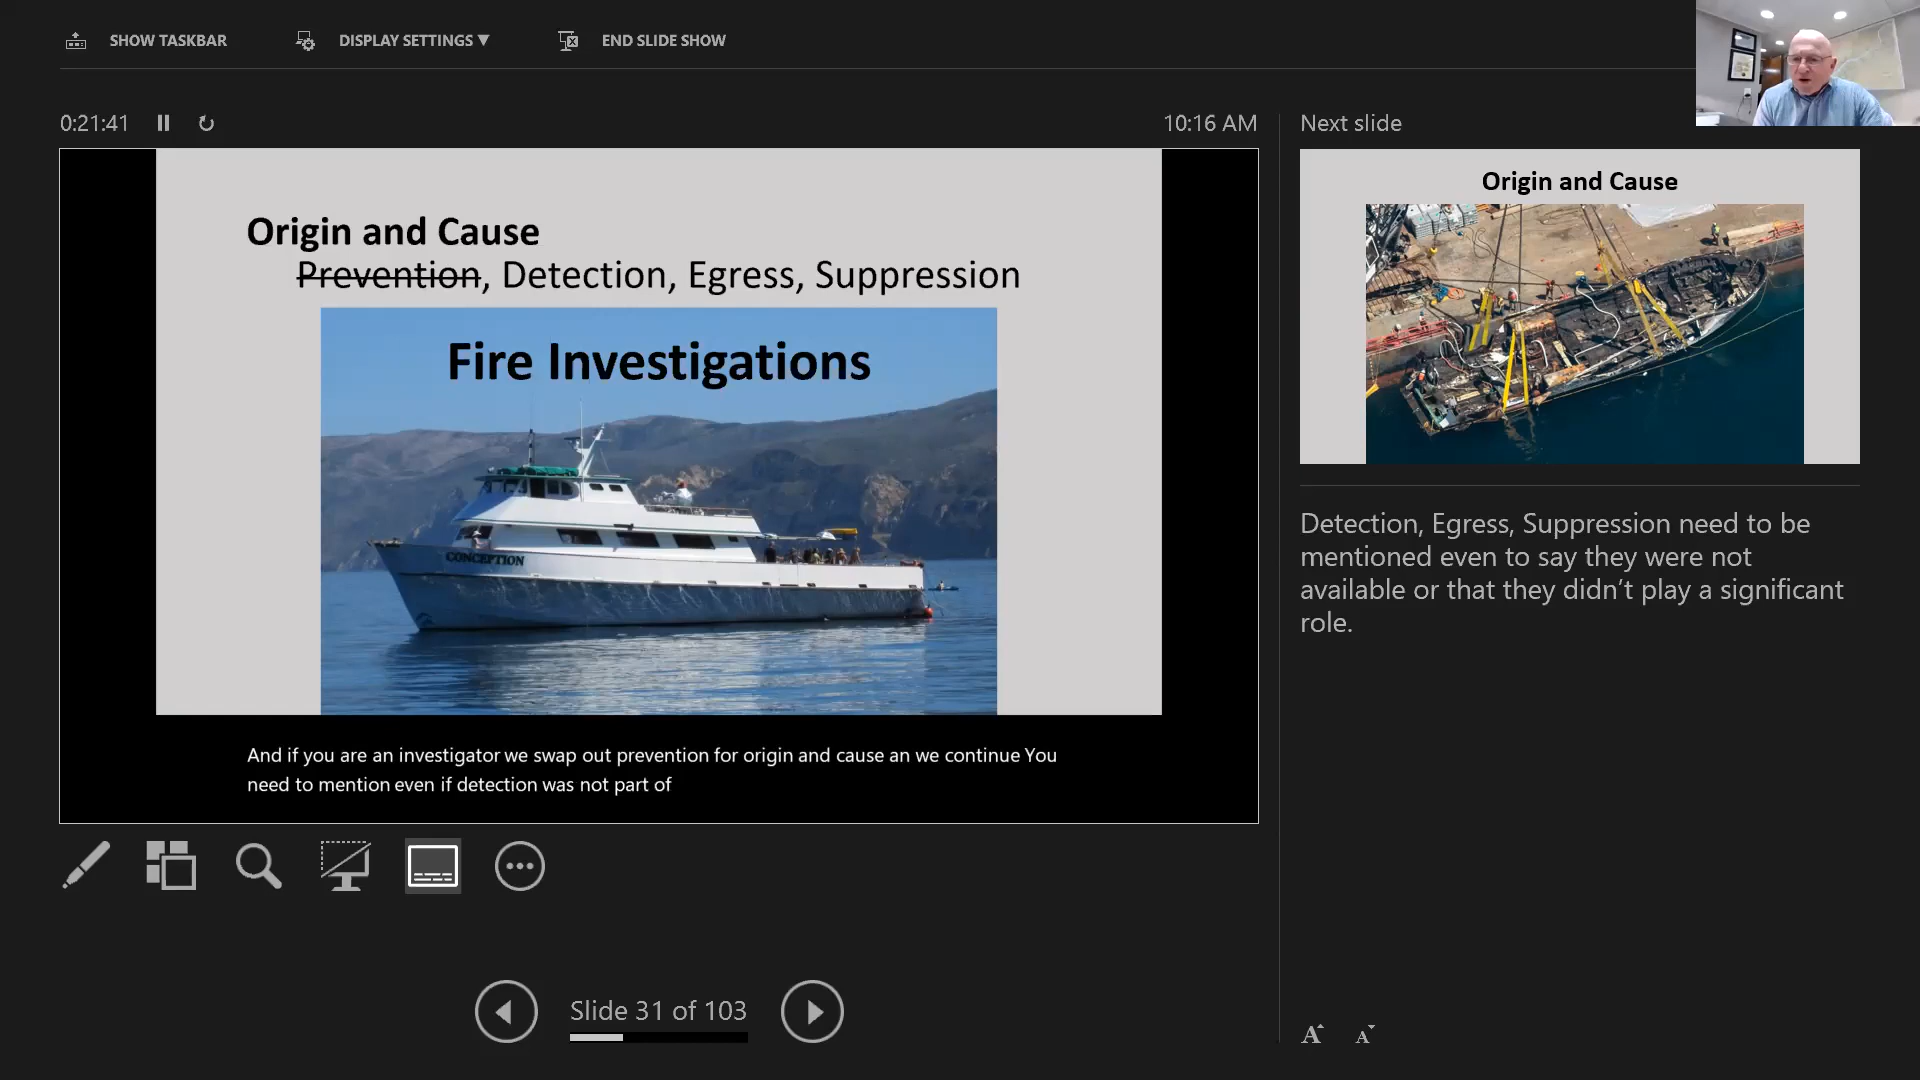 SHOW TASKBAR
DISPLAY SETTINGS ▼
END SLIDE SHOW
0:21:41
10:16 AM
Next slide
Origin and Cause
Prevention, Detection, Egress, Suppression
Fire Investigations
CONCEPTION
And if you are an investigator we swap out prevention for origin and cause an we continue You
need to mention even if detection was not part of
Origin and Cause
Detection, Egress, Suppression need to be
mentioned even to say they were not
available or that they didn’t play a significant
role.
Slide 31 of 103
A A